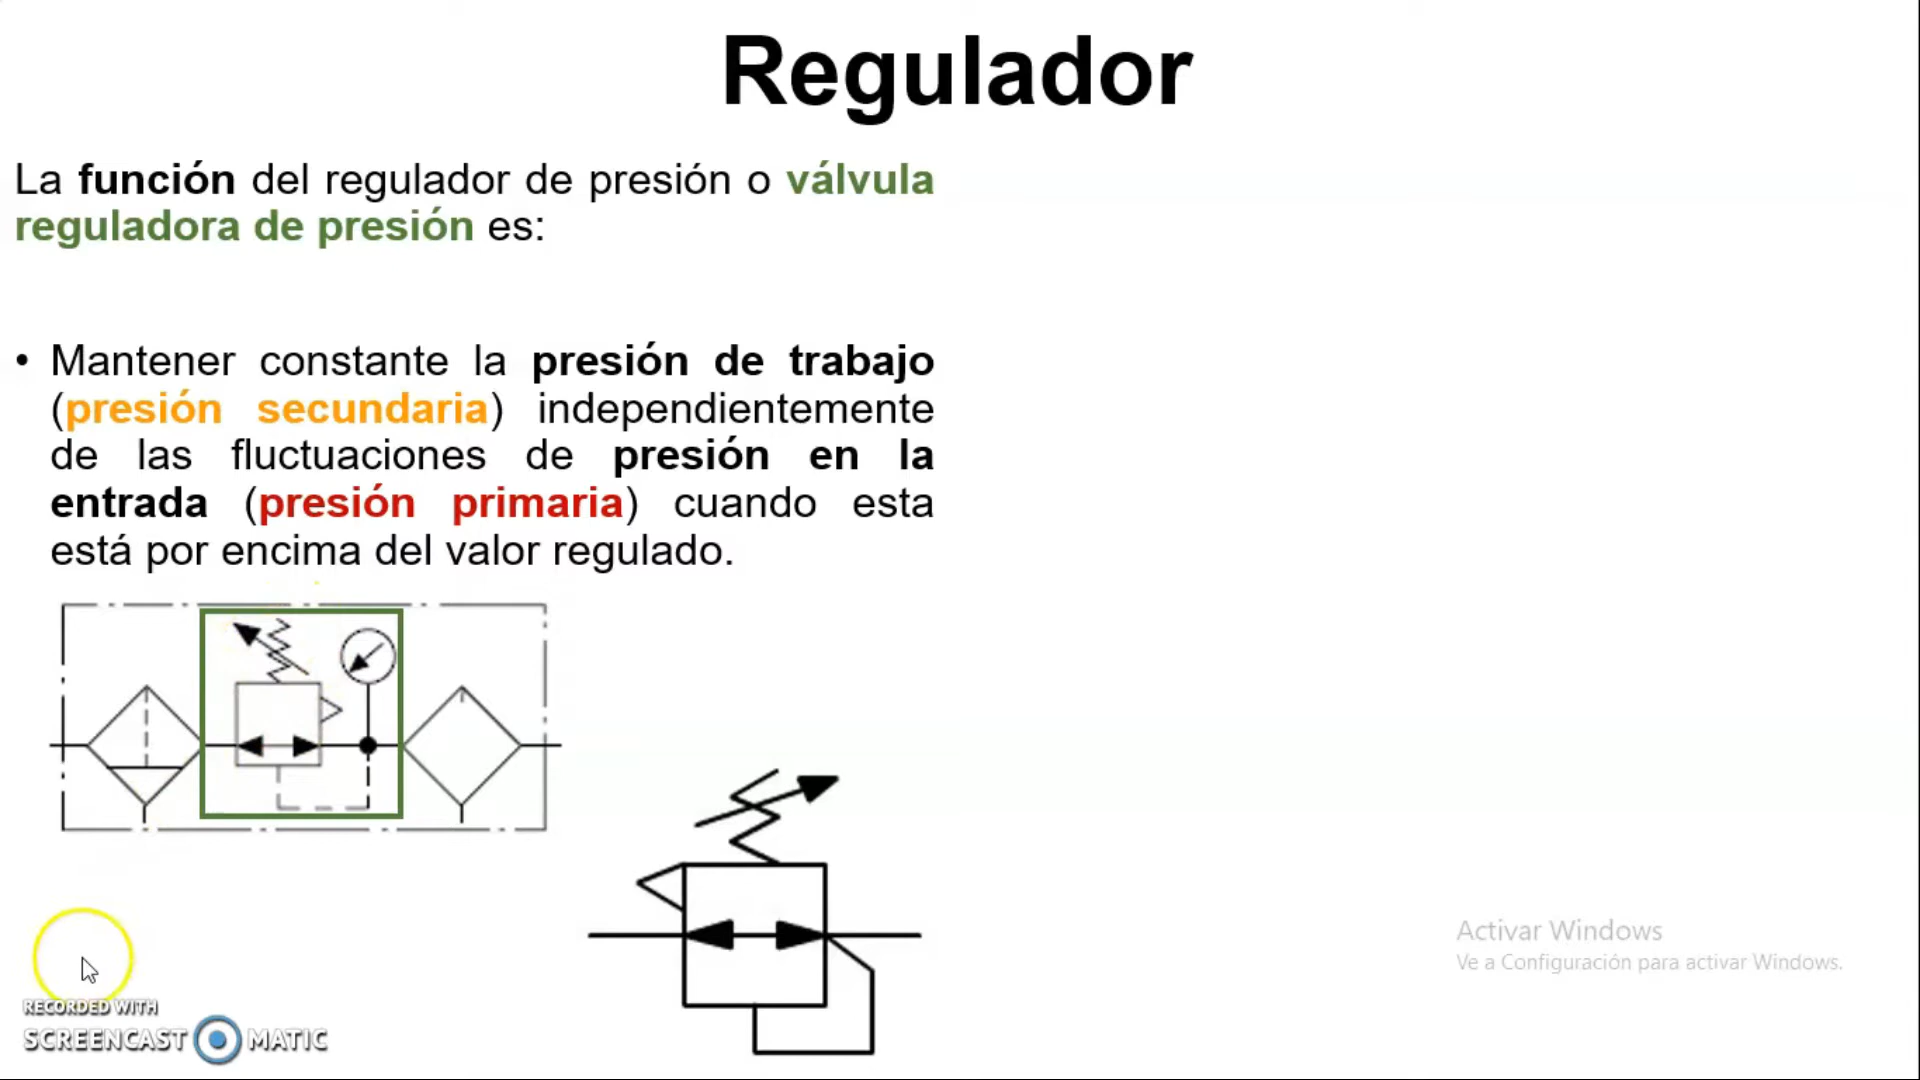 Regulador
La función del regulador de presión o válvula
reguladora de presión es:
• Mantener constante la presión de trabajo
(presión secundaria) independientemente
de las fluctuaciones de presión en la
entrada (presión primaria) cuando esta
está por encima del valor regulado.
Activar Windows
Ve a Configuración para activar Windows.
RECORDED WITH
SCREENCAST MATIC